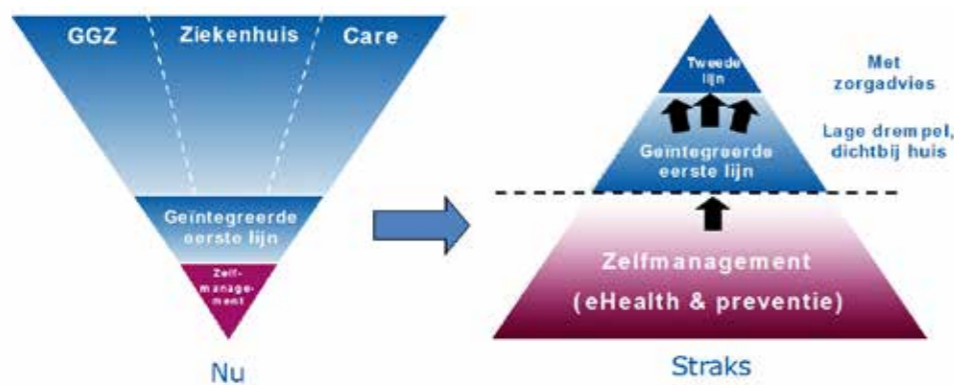 GGZ
Ziekenhuis
Care
Geïntegreerde
eerste lijn
Zelf-
manage-
ment
Nu
Tweede
lijn
Met
zorgadvies
Geïntegreerde
eerste lijn
Lage drempel,
dichtbij huis
Zelfmanagement
(eHealth & preventie)
Straks